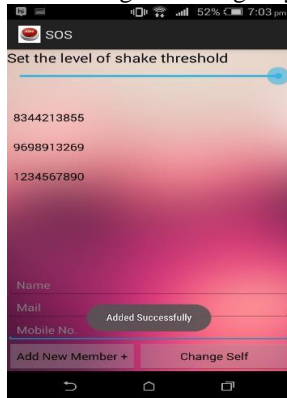 52% 7:03 pm
SOS
Set the level of shake threshold
8344213855
9698913269
1234567890
Name
Mail
Added Successfully
Mobile No.
Add New Member +
Change Self